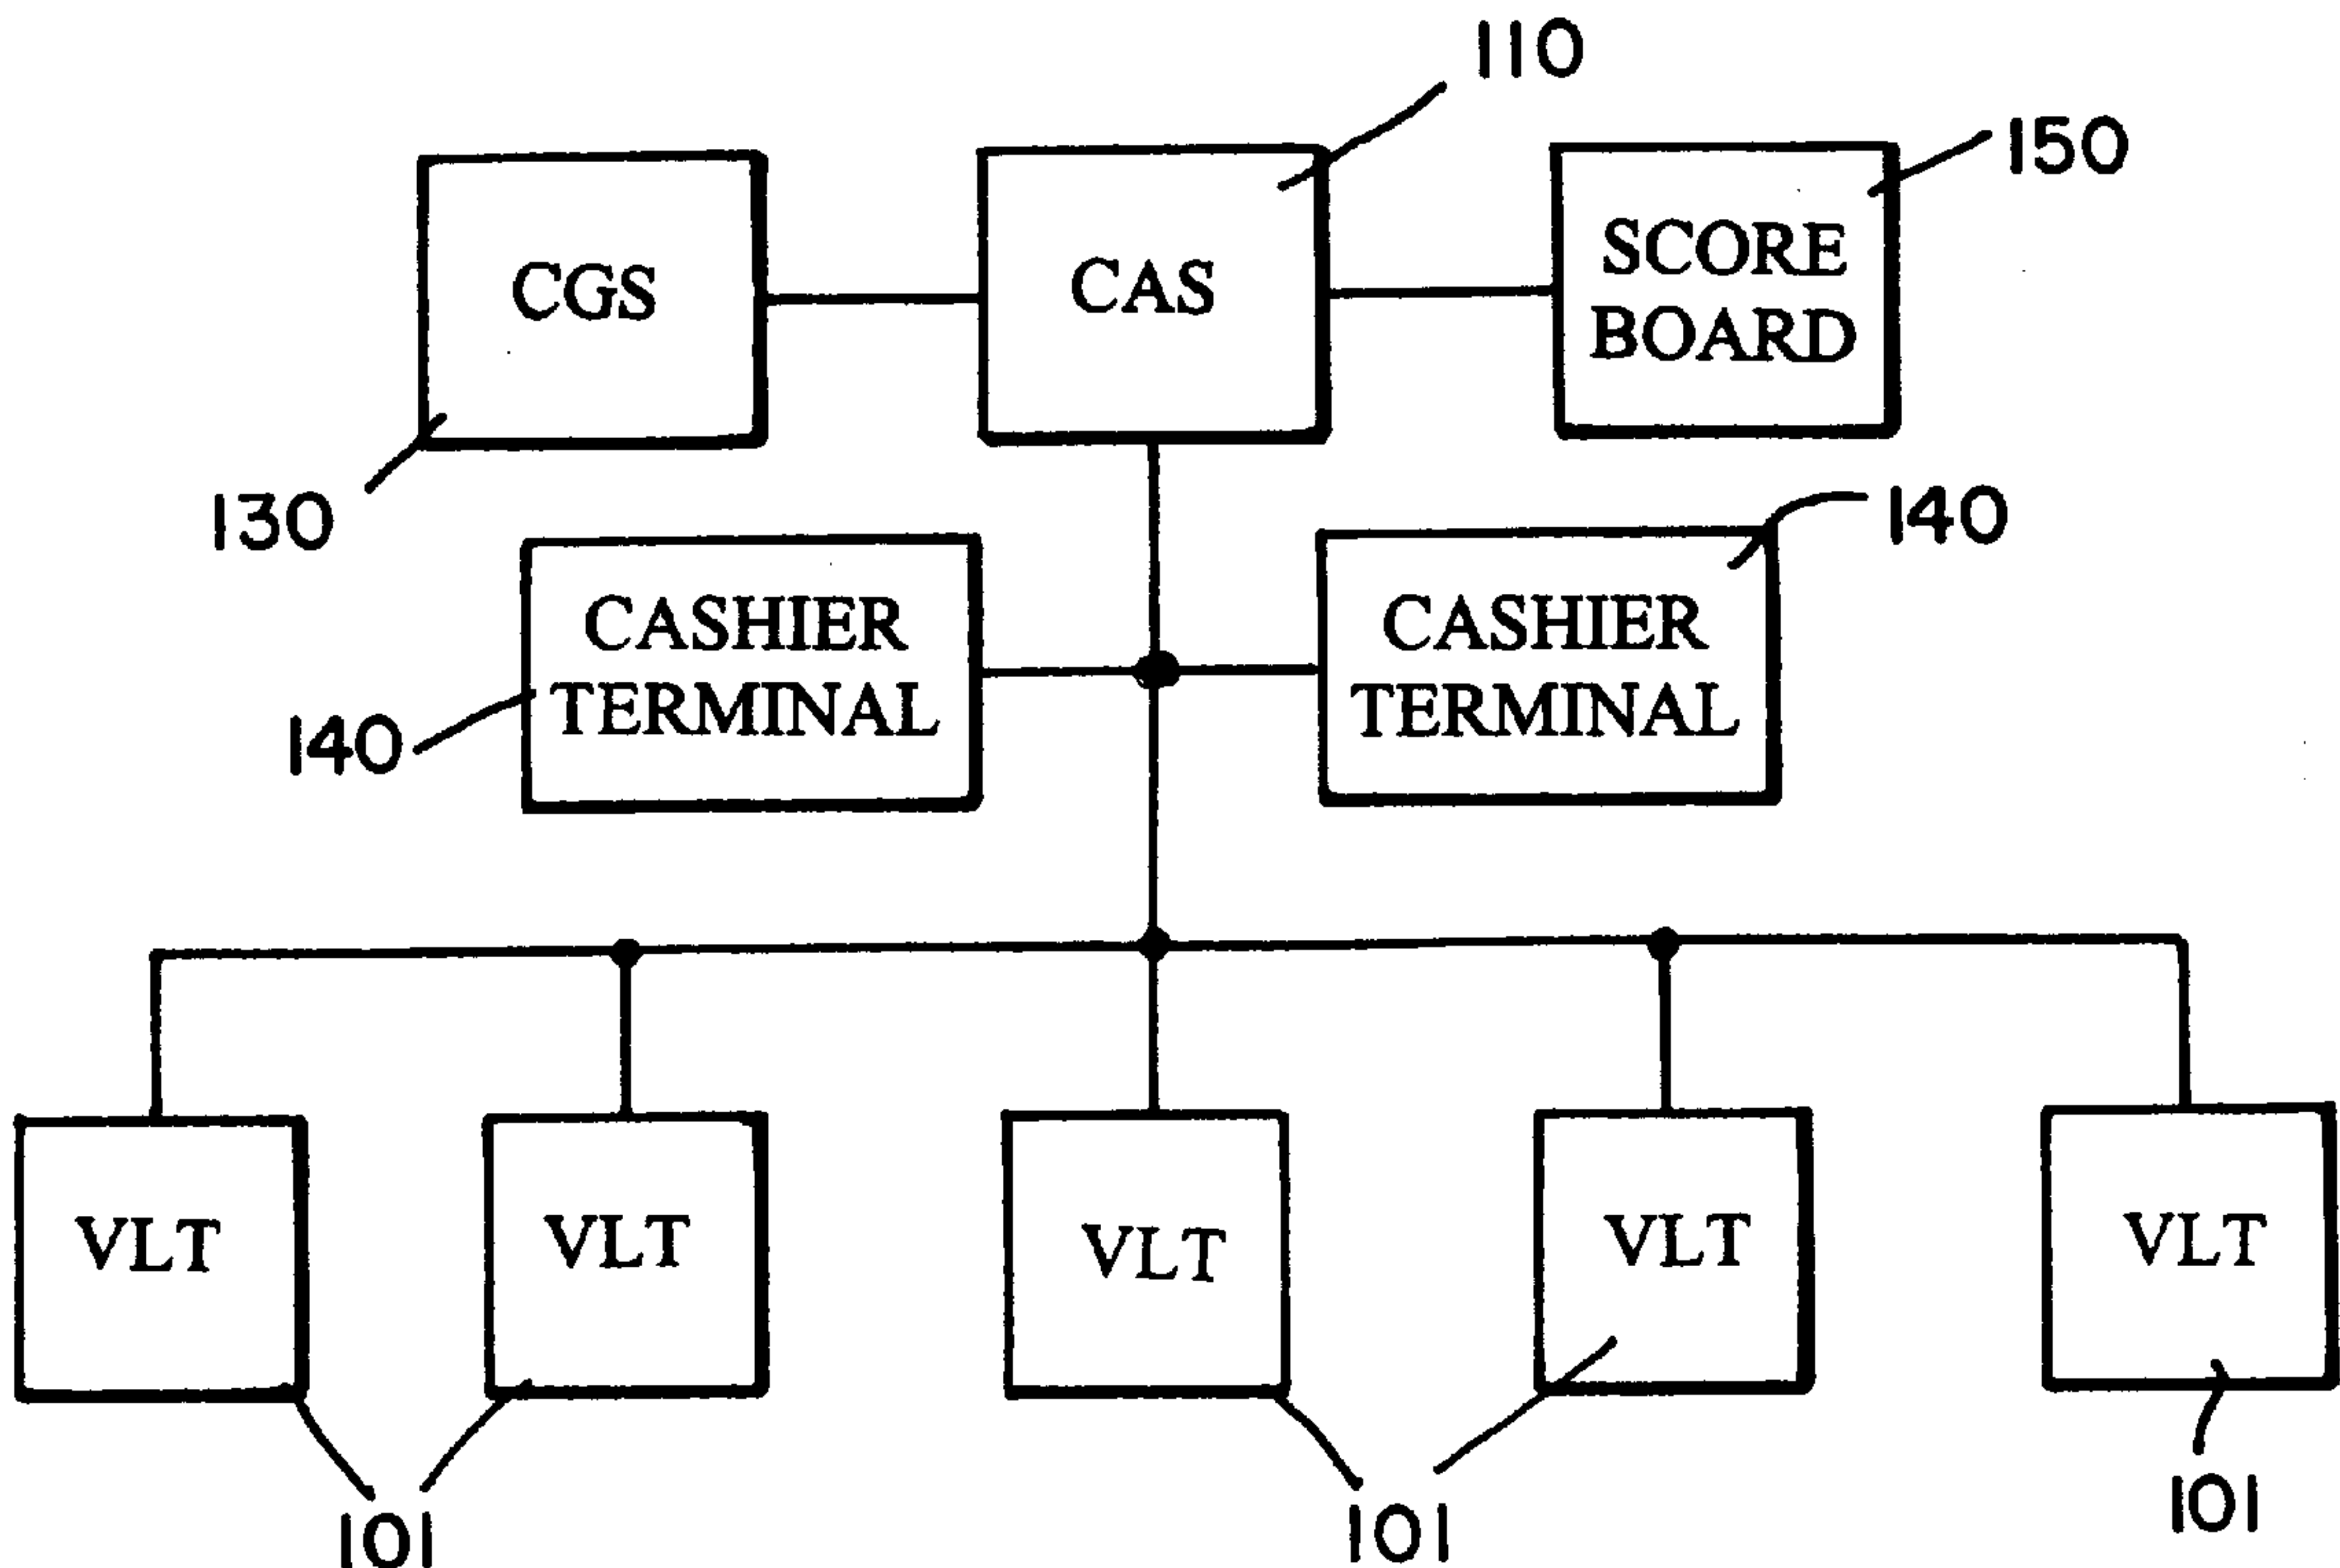 110
150
CGS
CAS
SCORE
BOARD
130
140
CASHIER
TERMINAL
CASHIER
TERMINAL
140
VLT
VLT
VLT
VLT
VLT
101
101
101